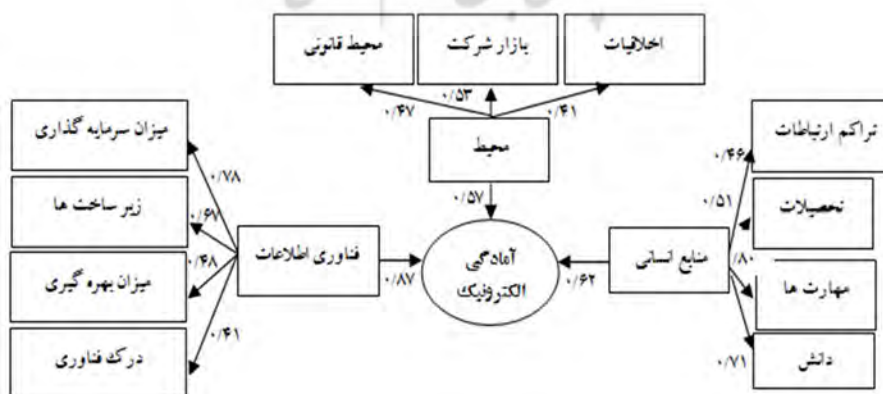 محیط قانونی
بازار شرکت
اخلاقیات
۰/۴۷
۰/۵۳
۰/۴۱
محیط
۰/۵۷
آمادگی
الکترونیک
تراکم ارتباطات
تحصیلات
مهارت ها
دانش
۰/۴۶
۰/۵۱
/۸۰
۰/۷۱
منابع انسانی
۰/۶۲
فناوری اطلاعات
۰/۸۷
میزان سرمایه گذاری
زیر ساخت ها
میزان بهره گیری
درک فناوری
۰/۷۸
۰/۶۷
۰/۴۸
۰/۴۱